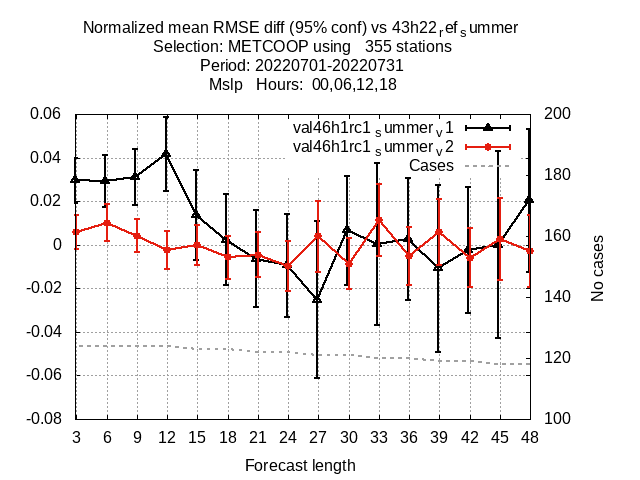 Normalized mean RMSE diff (95% conf) vs 43h22refsummer
Selection: METCOOP using 355 stations
Period: 20220701-20220731
Mslp Hours: 00,06,12,18
val46h1rc1summerv1
val46h1rc1summerv2
Cases
0.06
0.04
0.02
0
-0.02
-0.04
-0.06
-0.08
200
180
160
140
120
100
No cases
3 6 9 12 15 18 21 24 27 30 33 36 39 42 45 48
Forecast length